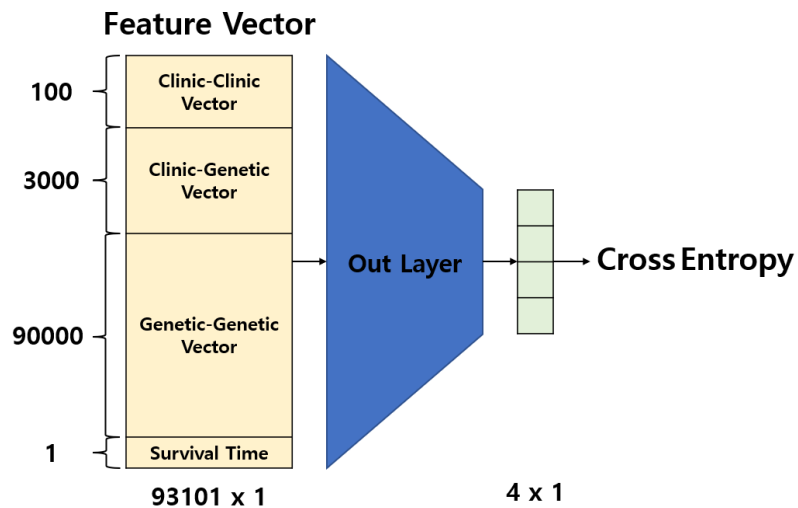 Feature Vector
100
Clinic-Clinic
Vector
3000
Clinic-Genetic
Vector
90000
Genetic-Genetic
Vector
1
Survival Time
93101 x 1
Out Layer
4 x 1
Cross Entropy